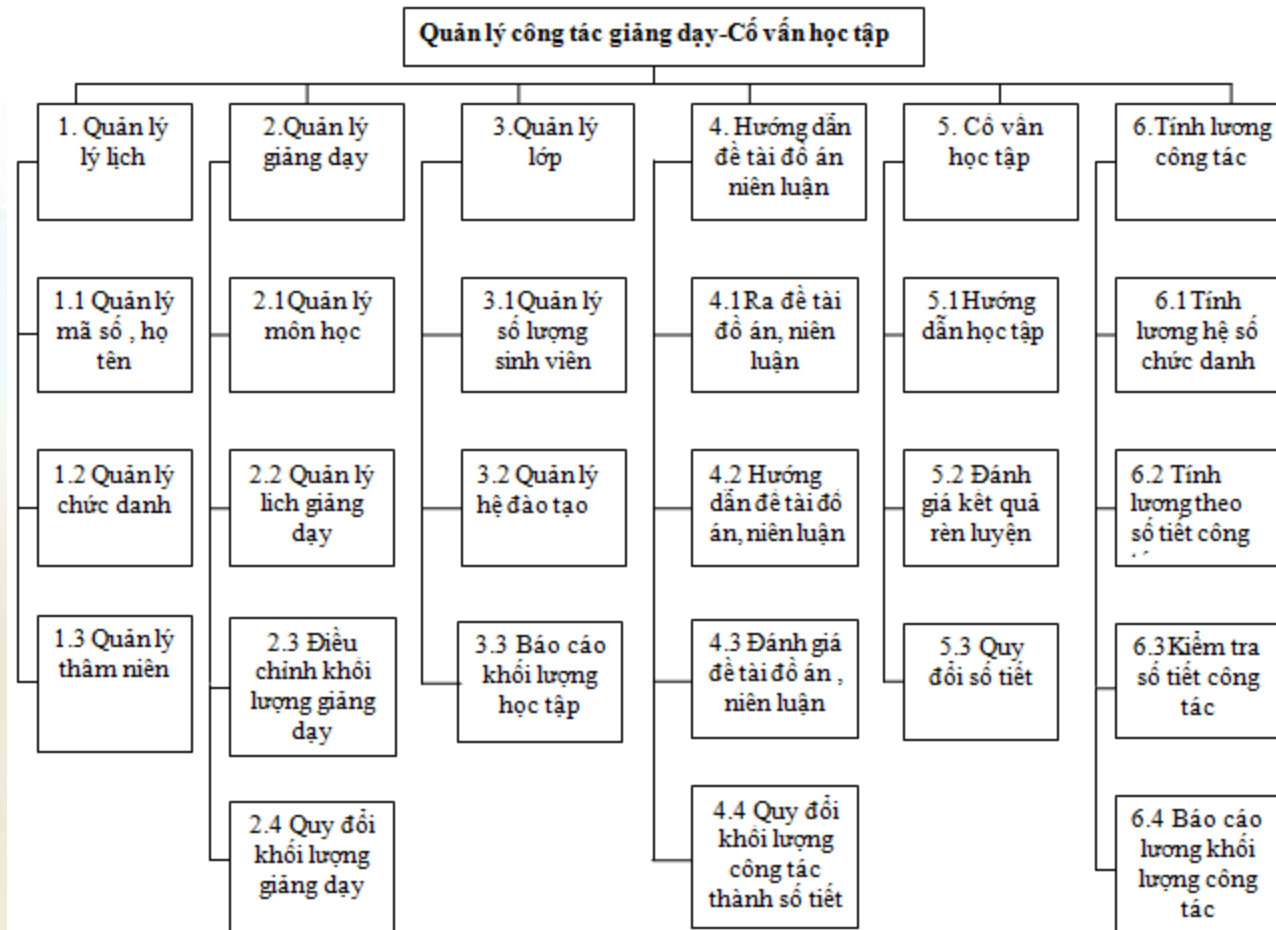 Quản lý công tác giảng dạy-Cố vấn học tập
1. Quản lý
lý lịch
2.Quản lý
giảng dạy
3.Quản lý
lớp
4. Hướng dẫn
đề tài đồ án
niên luận
5. Cố vấn
học tập
6.Tính lương
công tác
1.1 Quản lý
mã số , họ
tên
2.1Quản lý
môn học
3.1Quản lý
số lượng
sinh viên
4.1Ra đề tài
đồ án, niên
luận
5.1Hướng
dẫn học tập
6.1Tính
lương hệ số
chức danh
1.2 Quản lý
chức danh
2.2 Quản lý
lich giảng
dạy
3.2 Quản lý
hệ đào tạo
4.2 Hướng
dẫn đề tài đồ
án, niên luận
5.2 Đánh
giá kết quả
rèn luyện
6.2 Tính
lương theo
số tiết công
1.3 Quản lý
thâm niên
2.3 Điều
chỉnh khối
lượng giảng
dạy
3.3 Báo cáo
khối lượng
học tập
4.3 Đánh giá
đề tài đồ án ,
niên luận
5.3 Quy
đổi số tiết
6.3Kiểm tra
số tiết công
tác
2.4 Quy đổi
khối lượng
giảng dạy
4.4 Quy đổi
khối lượng
công tác
thành số tiết
6.4 Báo cáo
lương khối
lượng công
tác